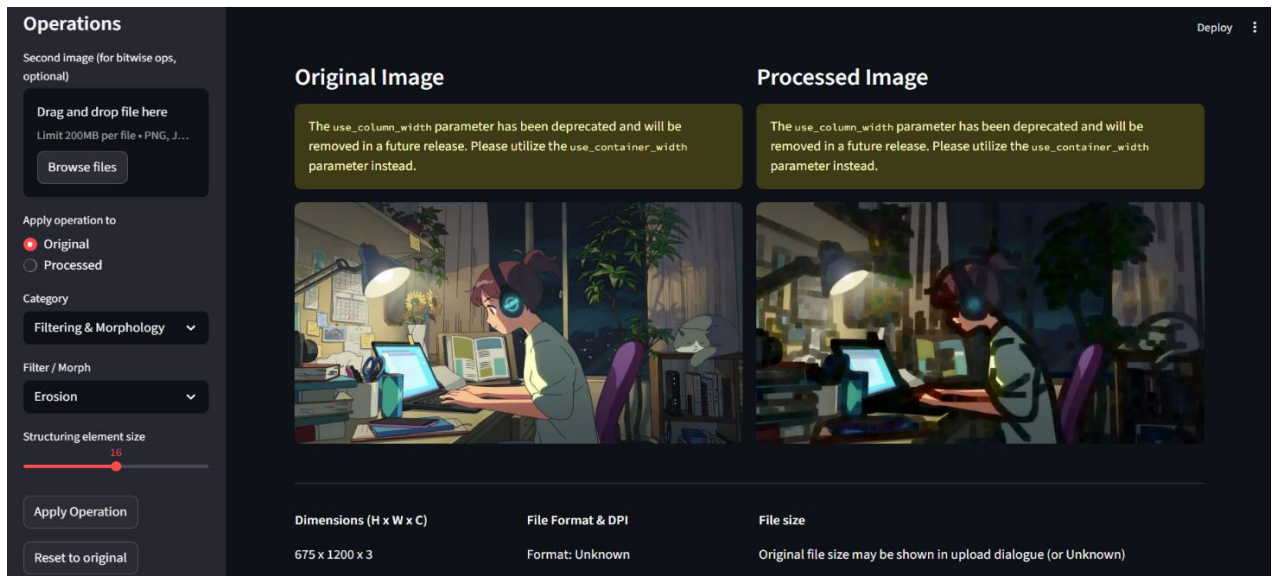 Operations
Second image (for bitwise ops,
optional)
Drag and drop file here
Limit 200MB per file • PNG, J...
Browse files
Apply operation to
Original
Processed
Category
Filtering & Morphology
Filter / Morph
Erosion
Structuring element size
16
Apply Operation
Reset to original
Deploy
Original Image
The use_column_width parameter has been deprecated and will be
removed in a future release. Please utilize the use_container_width
parameter instead.
Processed Image
The use_column_width parameter has been deprecated and will be
removed in a future release. Please utilize the use_container_width
parameter instead.
Dimensions (H x W x C)
675 x 1200 x 3
File Format & DPI
Format: Unknown
File size
Original file size may be shown in upload dialogue (or Unknown)